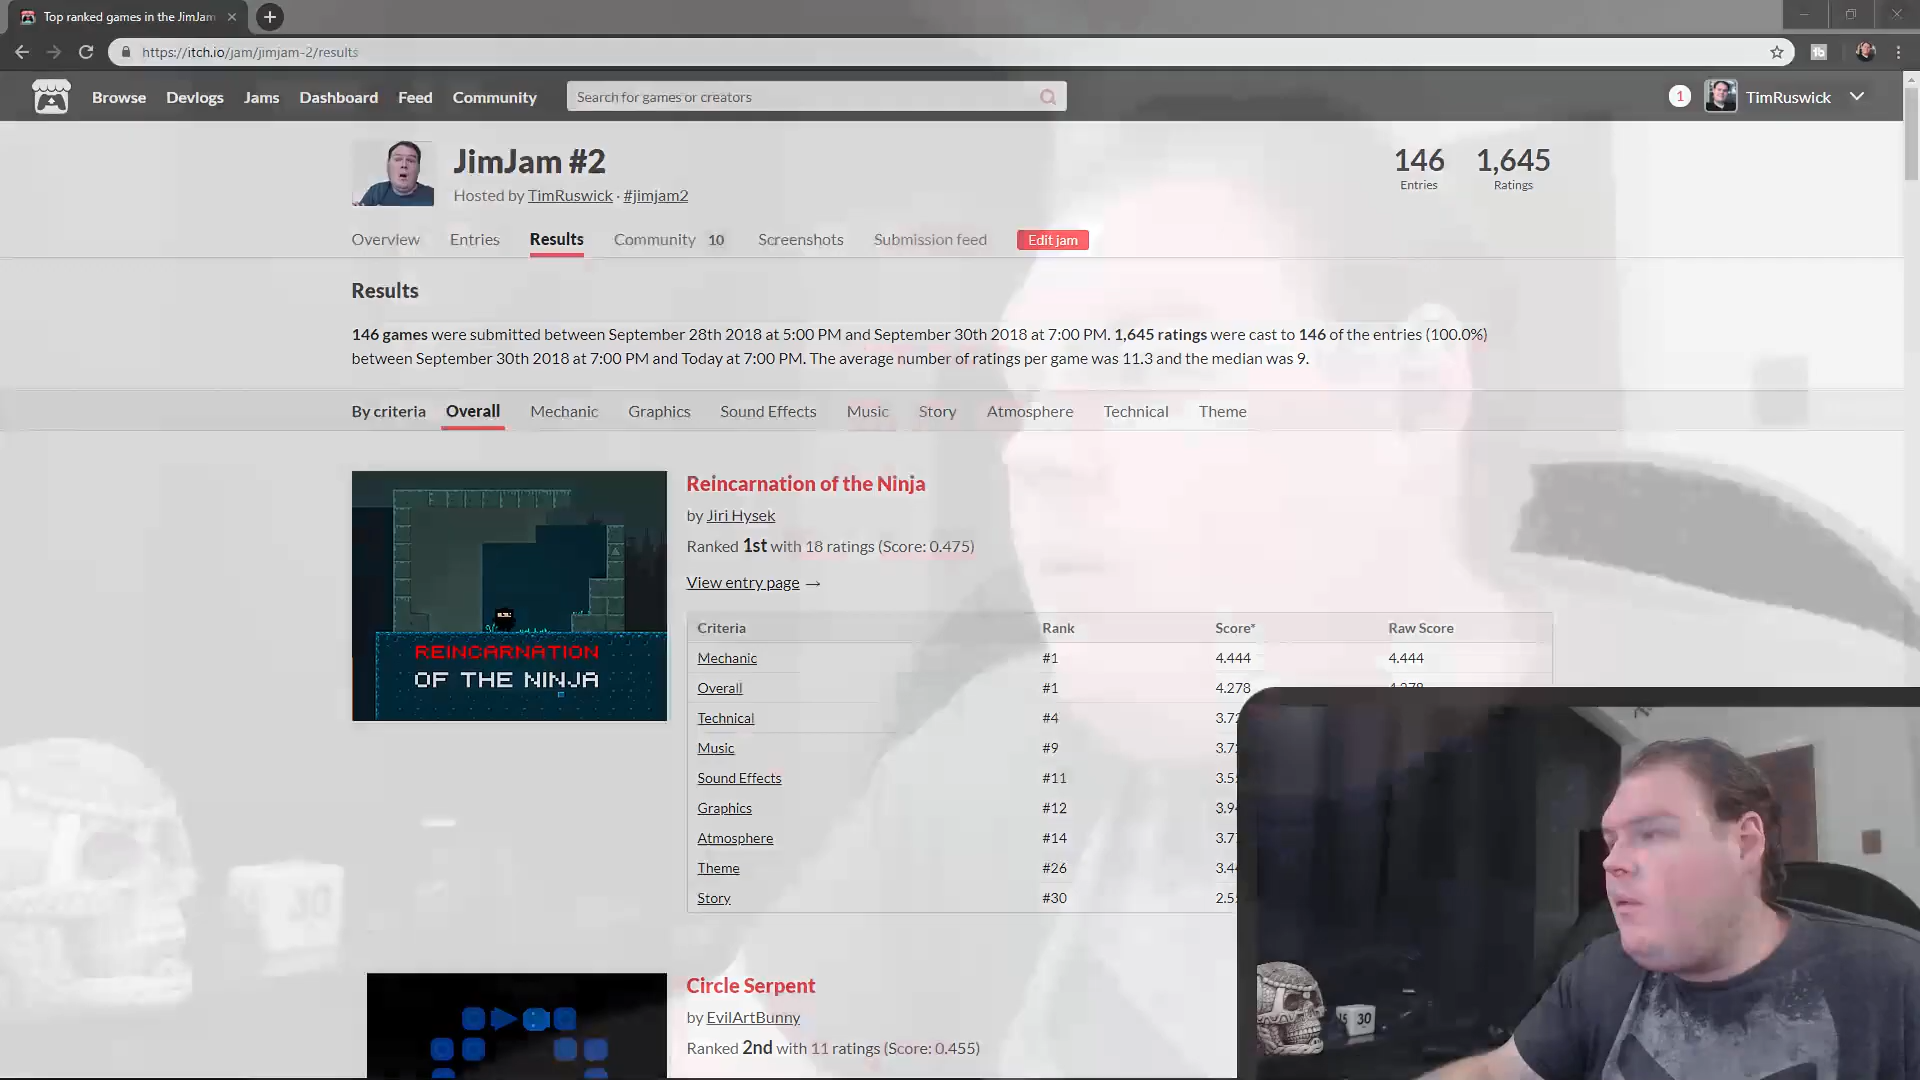 Top ranked games in the JimJam
https://itch.io/jam/jimjam-2/results
Browse Devlogs Jams Dashboard Feed Community Search for games or creators 1 TimRuswick
JimJam #2
Hosted by TimRuswick · #jimjam2
146 Entries
1,645 Ratings
Overview Entries Results Community 10 Screenshots Submission feed Edit jam
Results
146 games were submitted between September 28th 2018 at 5:00 PM and September 30th 2018 at 7:00 PM. 1,645 ratings were cast to 146 of the entries (100.0%)
between September 30th 2018 at 7:00 PM and Today at 7:00 PM. The average number of ratings per game was 11.3 and the median was 9.
By criteria Overall Mechanic Graphics Sound Effects Music Story Atmosphere Technical Theme
REINCARNATION
OF THE NINJA
Reincarnation of the Ninja
by Jiri Hysek
Ranked 1st with 18 ratings (Score: 0.475)
View entry page →
Criteria Rank Score* Raw Score
Mechanic #1 4.444 4.444
Overall #1 4.278
Technical #4
Music #9
Sound Effects #11
Graphics #12
Atmosphere #14
Theme #26
Story #30
Circle Serpent
by EvilArtBunny
Ranked 2nd with 11 ratings (Score: 0.455)
30
15 30